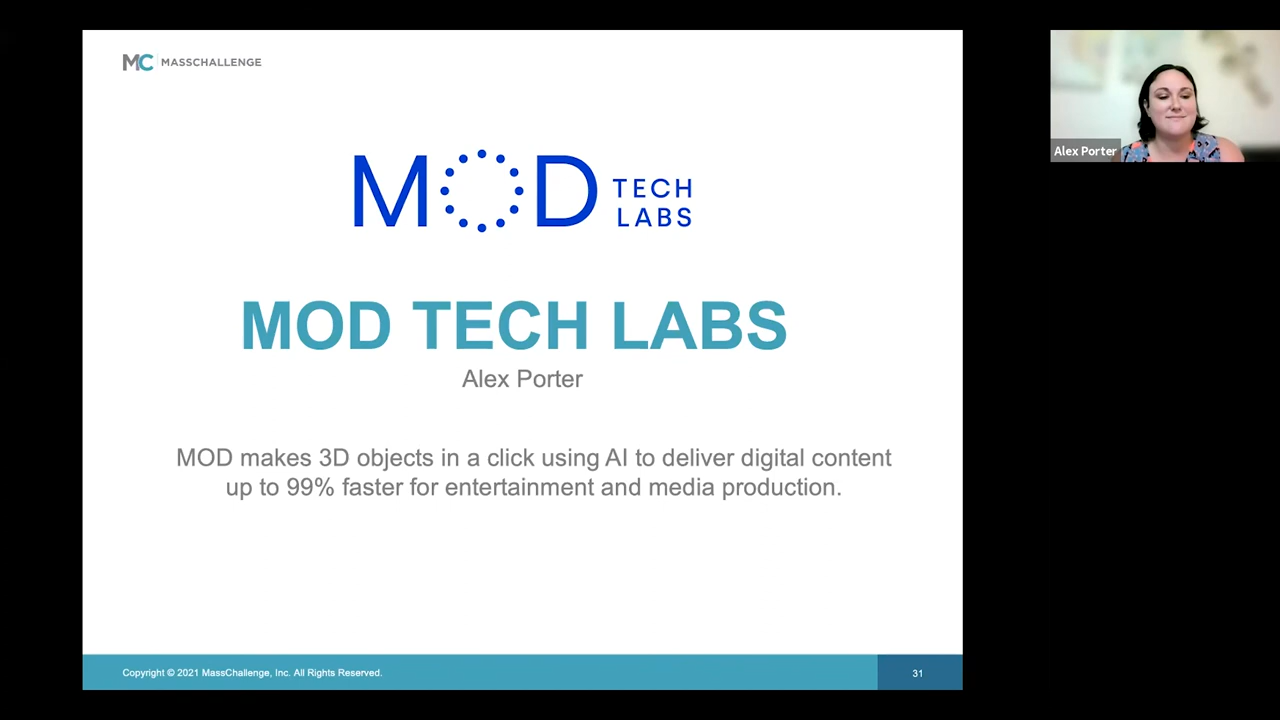 MC MASSCHALLENGE
MOD TECH
LABS
MOD TECH LABS
Alex Porter
MOD makes 3D objects in a click using AI to deliver digital content
up to 99% faster for entertainment and media production.
Copyright © 2021 MassChallenge, Inc. All Rights Reserved.
31
Alex Porter